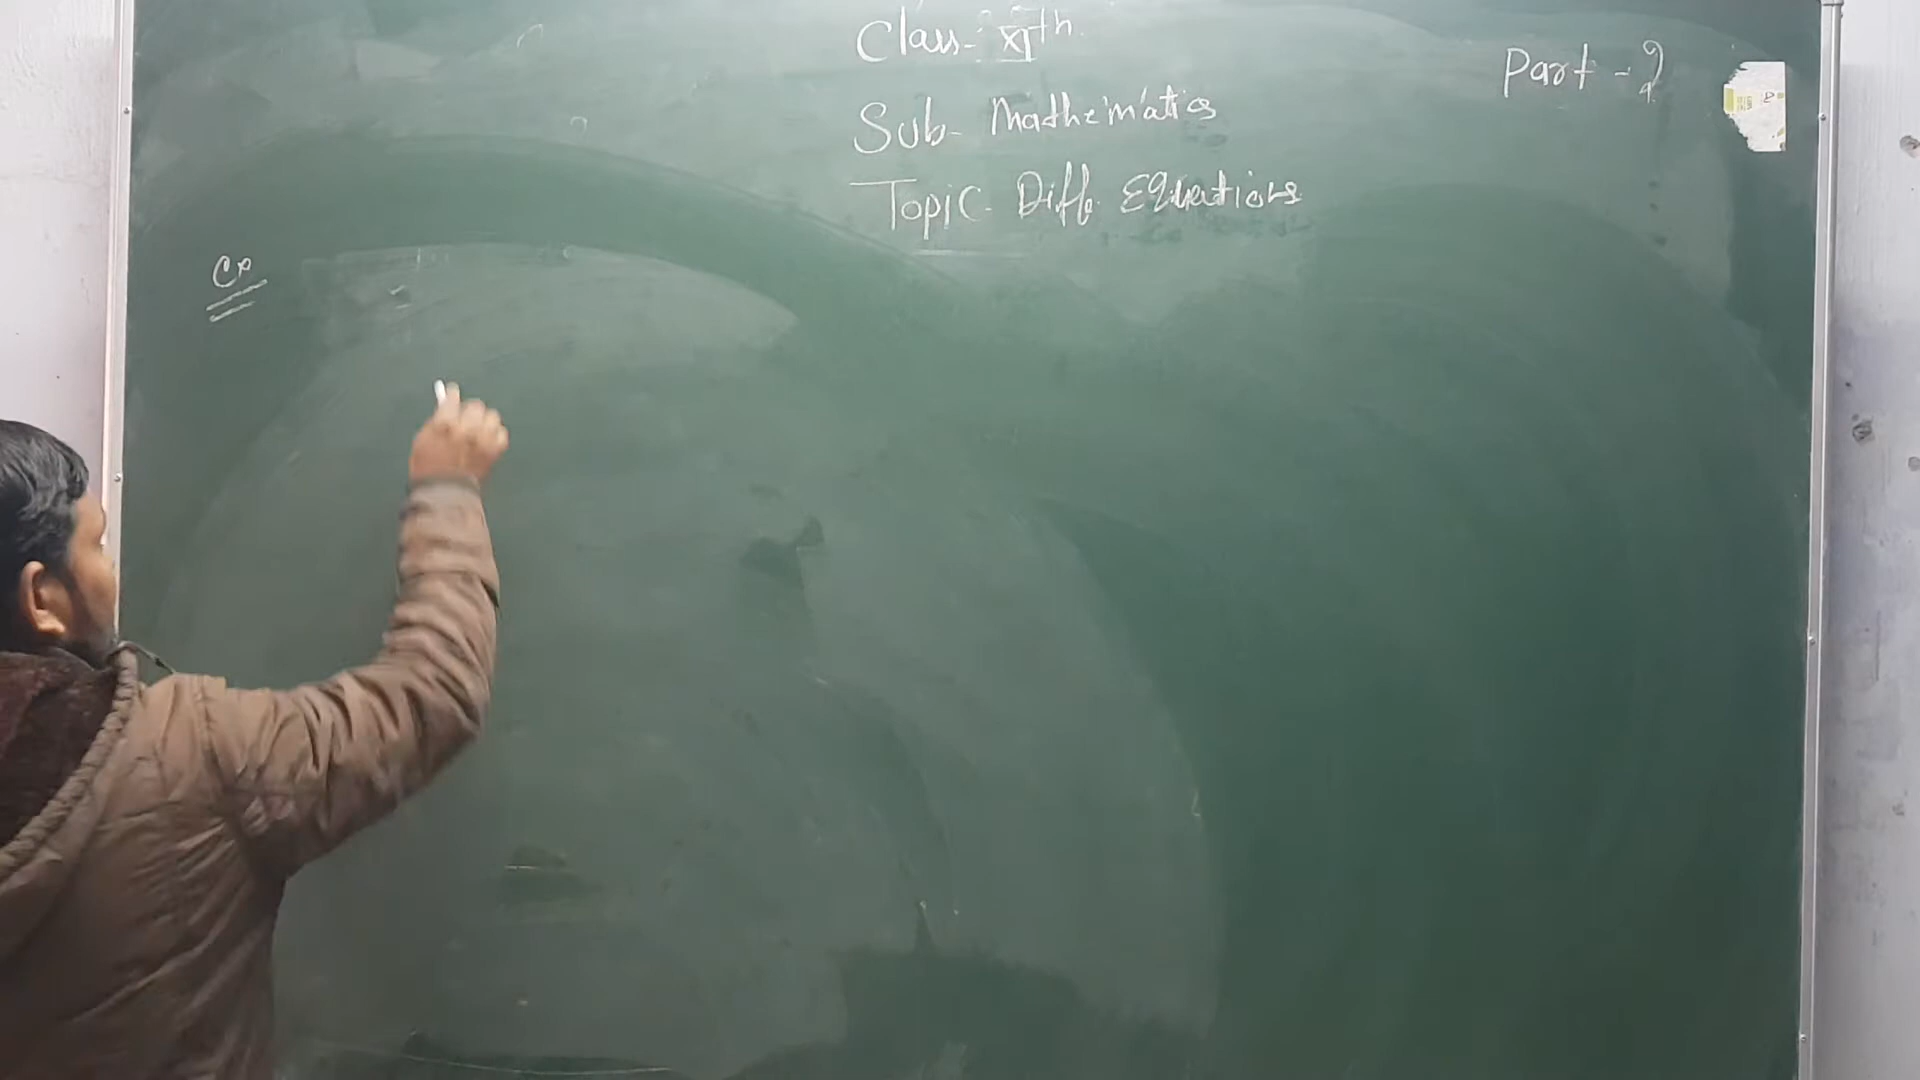 Class- XIth
Part - 2
Sub- Mathematics
Topic- Diff. Equations